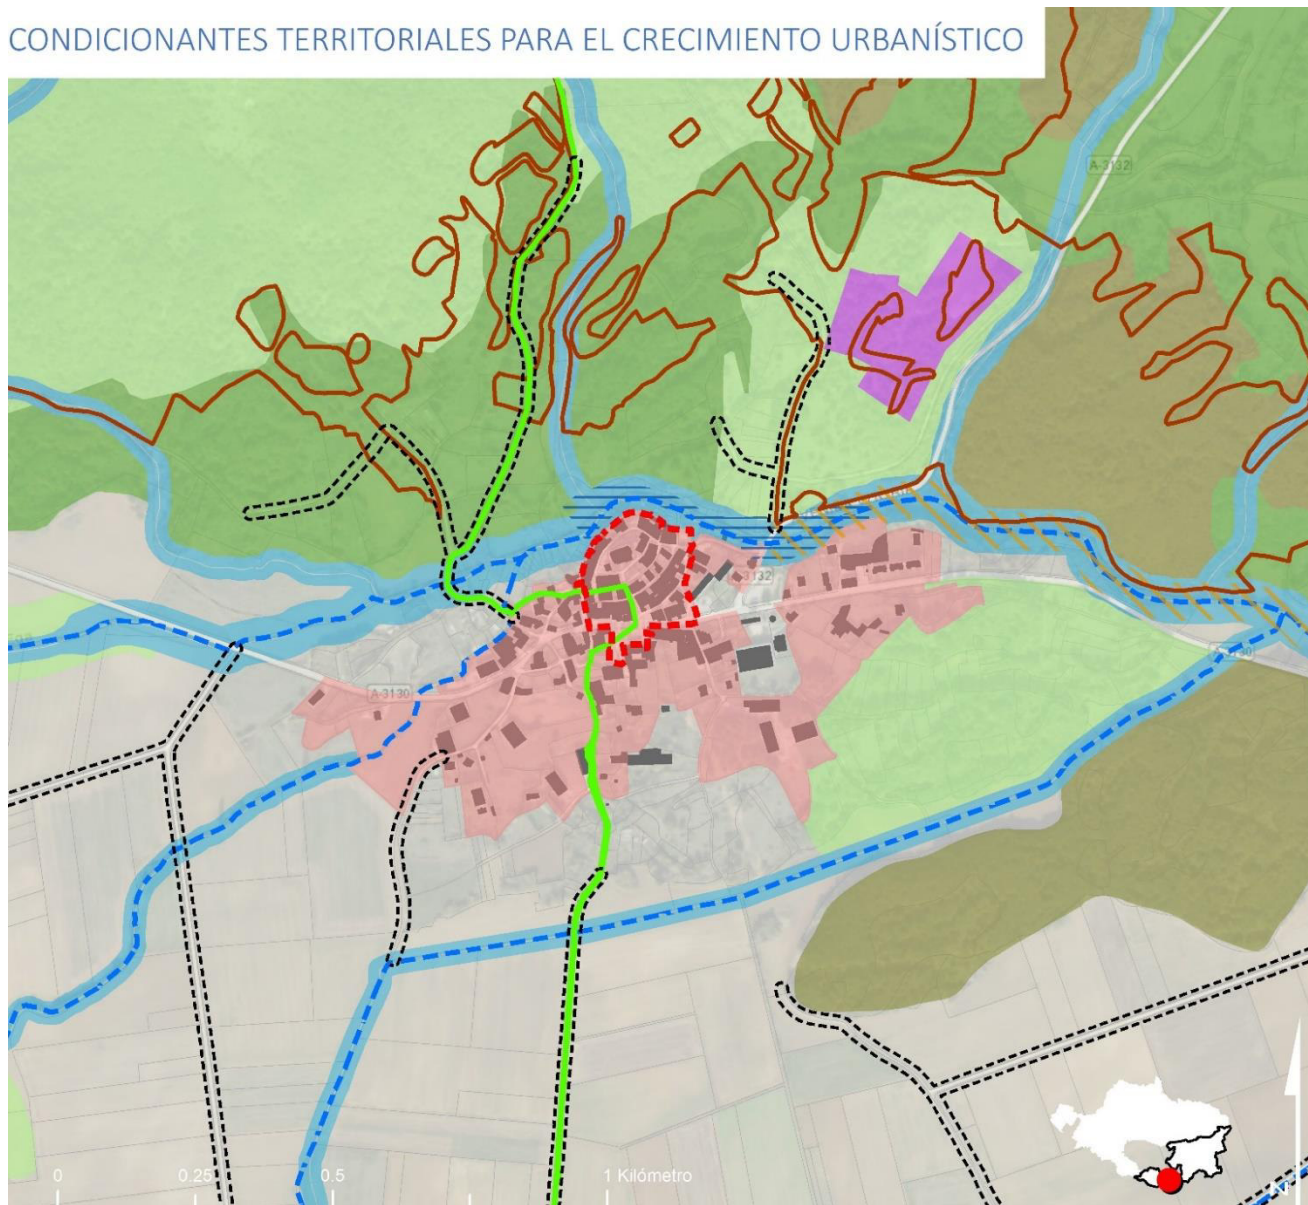 CONDICIONANTES TERRITORIALES PARA EL CRECIMIENTO URBANÍSTICO
A-3132
3132
A-3130
0
0.25
0.5
1 Kilómetro
N